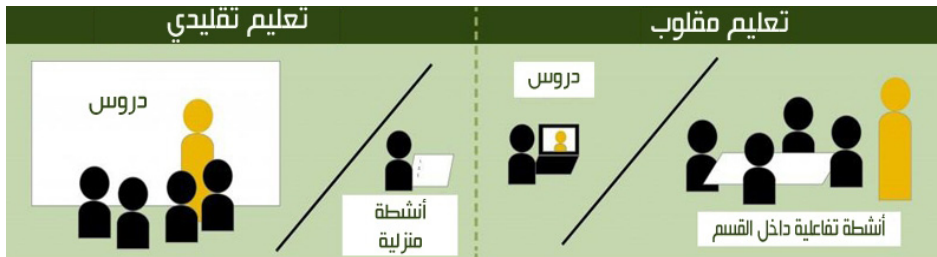 تعليم مقلوب
دروس
أنشطة تفاعلية داخل القسم
تعليم تقليدي
دروس
أنشطة
منزلية